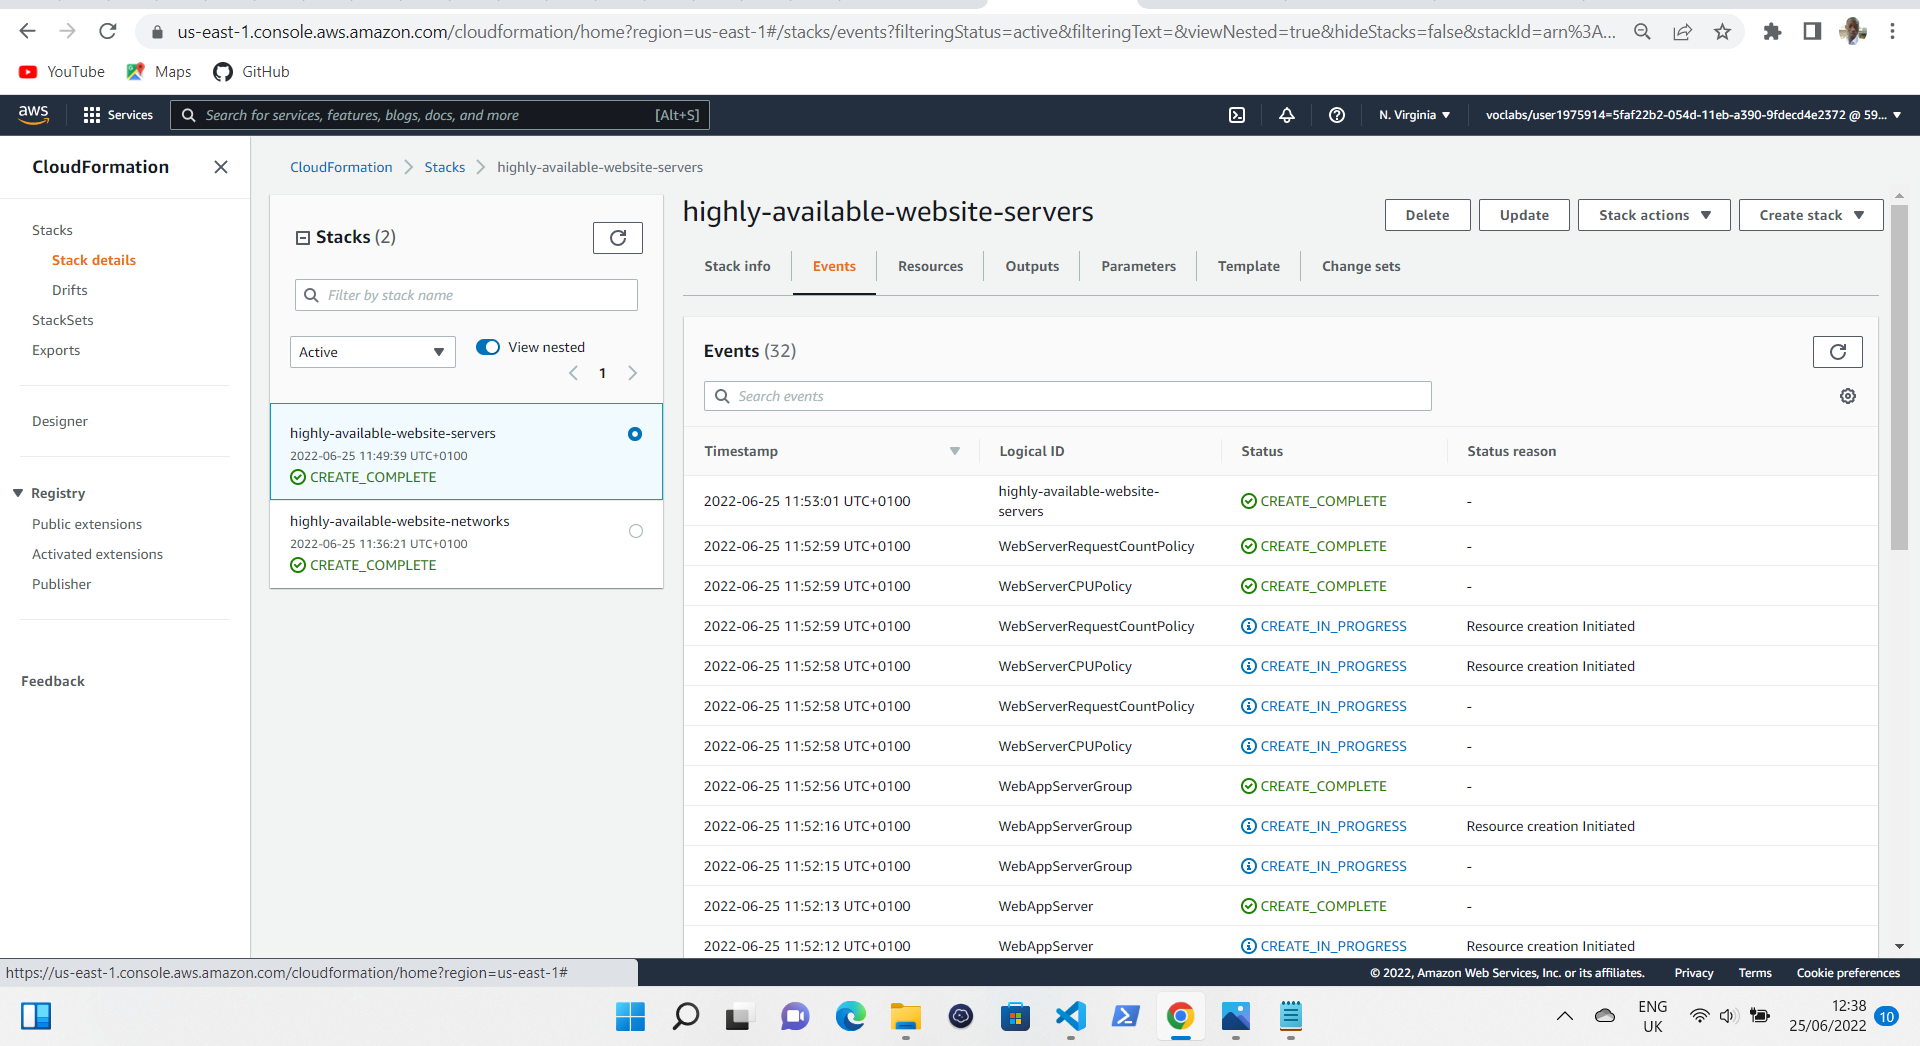 us-east-1.console.aws.amazon.com/cloudformation/home?region=us-east-1#/stacks/events?filteringStatus=active&filteringText=&viewNested=true&hideStacks=false&stackId=arn%3A...
YouTube Maps GitHub
aws Services Search for services, features, blogs, docs, and more [Alt+S] N. Virginia voclabs/user1975914=5faf22b2-054d-11eb-a390-9fdecd4e2372 @ 59...
CloudFormation
Stacks
Stack details
Drifts
StackSets
Exports
Designer
Registry
Public extensions
Activated extensions
Publisher
Feedback
CloudFormation Stacks highly-available-website-servers
Stacks (2)
Filter by stack name
Active View nested
1
highly-available-website-servers
2022-06-25 11:49:39 UTC+0100
CREATE_COMPLETE
highly-available-website-networks
2022-06-25 11:36:21 UTC+0100
CREATE_COMPLETE
highly-available-website-servers
Delete Update Stack actions Create stack
Stack info Events Resources Outputs Parameters Template Change sets
Events (32)
Search events
Timestamp Logical ID Status Status reason
2022-06-25 11:53:01 UTC+0100 highly-available-website- CREATE_COMPLETE -
servers
2022-06-25 11:52:59 UTC+0100 WebServerRequestCountPolicy CREATE_COMPLETE -
2022-06-25 11:52:59 UTC+0100 WebServerCPUPolicy CREATE_COMPLETE -
2022-06-25 11:52:59 UTC+0100 WebServerRequestCountPolicy CREATE_IN_PROGRESS Resource creation Initiated
2022-06-25 11:52:58 UTC+0100 WebServerCPUPolicy CREATE_IN_PROGRESS Resource creation Initiated
2022-06-25 11:52:58 UTC+0100 WebServerRequestCountPolicy CREATE_IN_PROGRESS -
2022-06-25 11:52:58 UTC+0100 WebServerCPUPolicy CREATE_IN_PROGRESS -
2022-06-25 11:52:56 UTC+0100 WebAppServerGroup CREATE_COMPLETE -
2022-06-25 11:52:16 UTC+0100 WebAppServerGroup CREATE_IN_PROGRESS Resource creation Initiated
2022-06-25 11:52:15 UTC+0100 WebAppServerGroup CREATE_IN_PROGRESS -
2022-06-25 11:52:13 UTC+0100 WebAppServer CREATE_COMPLETE -
2022-06-25 11:52:12 UTC+0100 WebAppServer CREATE_IN_PROGRESS Resource creation Initiated
https://us-east-1.console.aws.amazon.com/cloudformation/home?region=us-east-1#
© 2022, Amazon Web Services, Inc. or its affiliates. Privacy Terms Cookie preferences
ENG
UK
12:38
25/06/2022
10